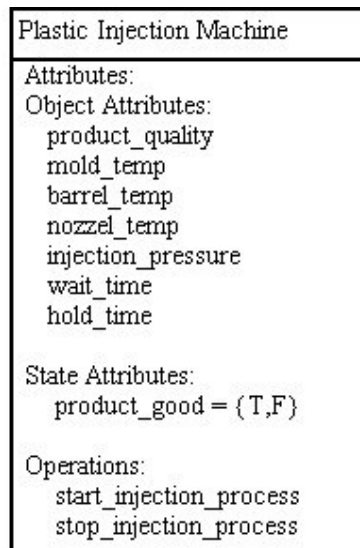 Plastic Injection Machine
Attributes:
Object Attributes:
product_quality
mold_temp
barrel_temp
nozzel_temp
injection_pressure
wait_time
hold_time
State Attributes:
product_good = {T,F}
Operations:
start_injection_process
stop_injection_process